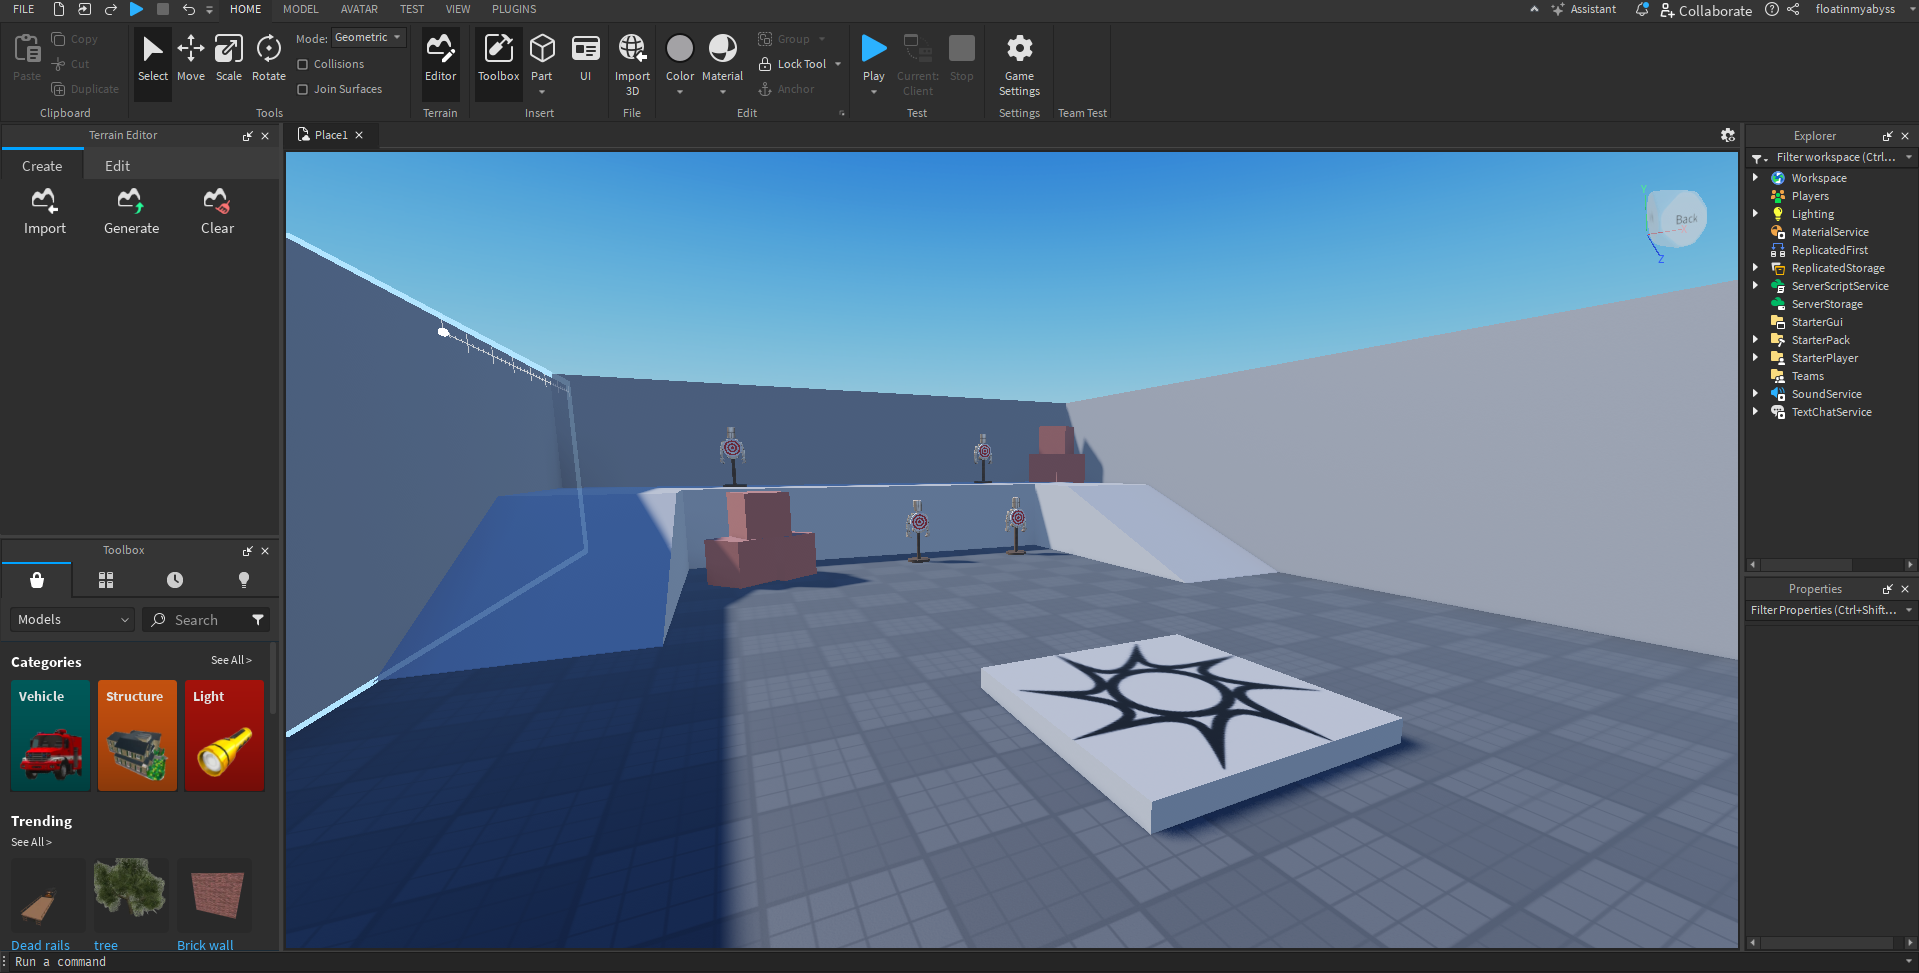 FILE HOME MODEL AVATAR TEST VIEW PLUGINS Assistant Collaborate floatinmyabyss
Paste Copy Cut Duplicate Clipboard
Select Move Scale Rotate Mode: Geometric Collisions Join Surfaces Tools
Editor Terrain
Toolbox Part UI Insert
Import 3D File
Color Material Group Lock Tool Anchor Edit
Play Current: Client Stop Test
Game Settings Settings
Team Test
Terrain Editor
Create Edit
Import Generate Clear
Place1
Back
Y
Z
Toolbox
Models Search
Categories See All >
Vehicle Structure Light
Trending
See All >
Dead rails tree Brick wall
Explorer
Filter workspace (Ctrl...
Workspace
Players
Lighting
MaterialService
ReplicatedFirst
ReplicatedStorage
ServerScriptService
ServerStorage
StarterGui
StarterPack
StarterPlayer
Teams
SoundService
TextChatService
Properties
Filter Properties (Ctrl+Shift...
Run a command